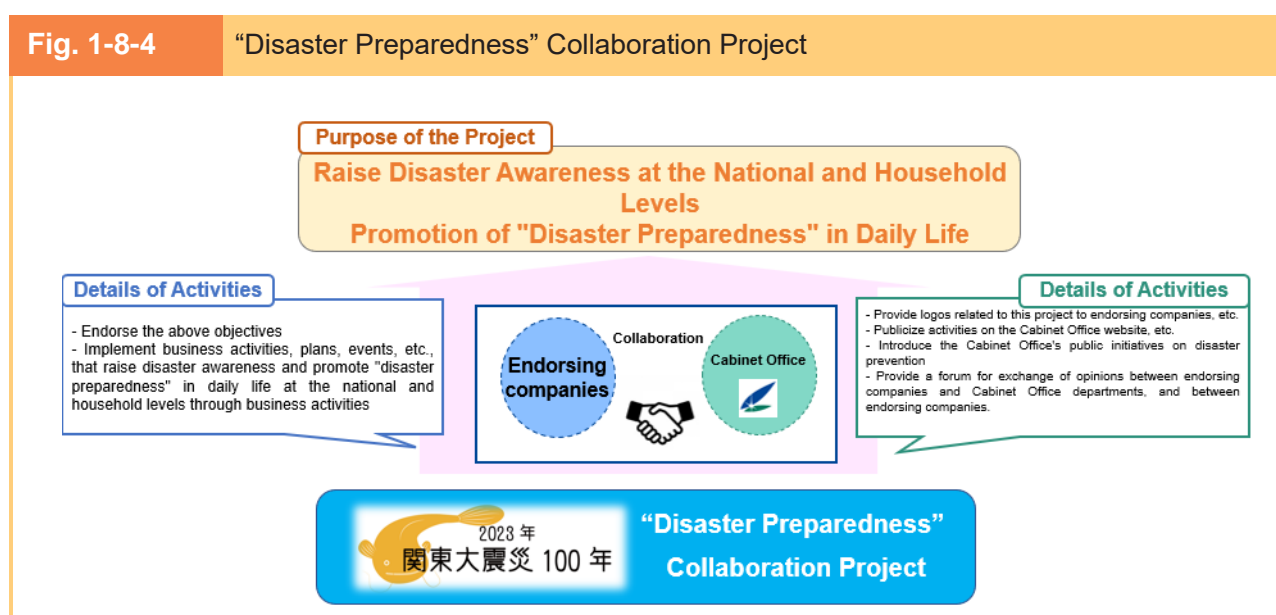 Fig. 1-8-4
“Disaster Preparedness” Collaboration Project
Purpose of the Project
Raise Disaster Awareness at the National and Household
Levels
Promotion of "Disaster Preparedness" in Daily Life
Details of Activities
- Endorse the above objectives
- Implement business activities, plans, events, etc.,
that raise disaster awareness and promote "disaster
preparedness" in daily life at the national and
household levels through business activities
Endorsing
companies
Collaboration
Cabinet Office
Details of Activities
- Provide logos related to this project to endorsing companies, etc.
- Publicize activities on the Cabinet Office website, etc.
- Introduce the Cabinet Office's public initiatives on disaster
prevention
- Provide a forum for exchange of opinions between endorsing
companies and Cabinet Office departments, and between
endorsing companies.
2023 年
関東大震災 100 年
“Disaster Preparedness”
Collaboration Project